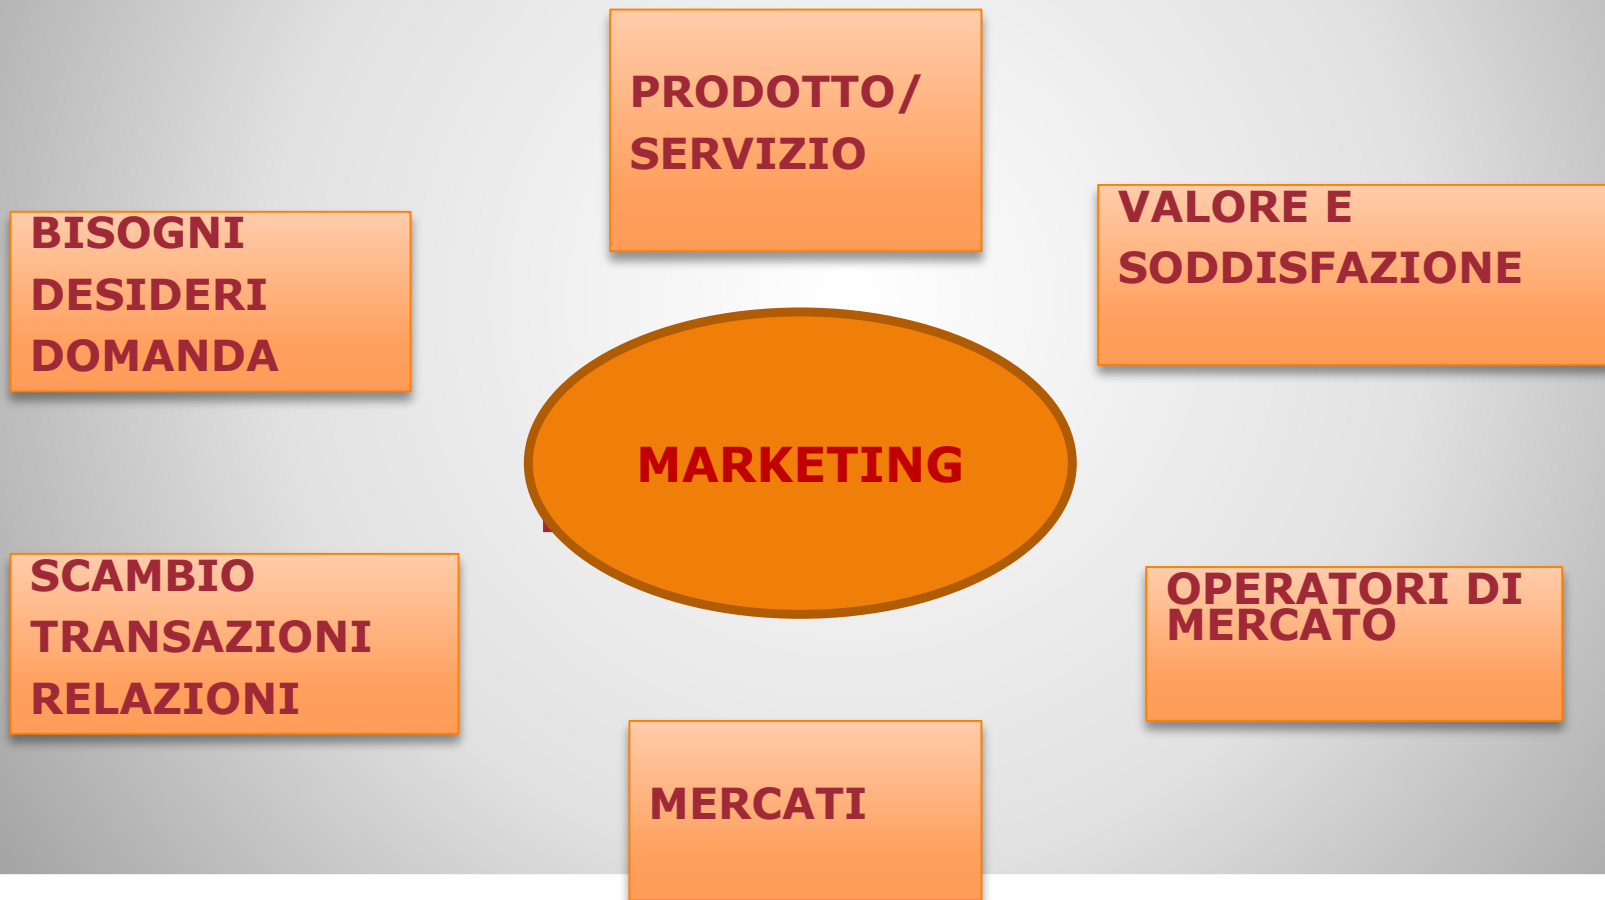 PRODOTTO/
SERVIZIO
BISOGNI
DESIDERI
DOMANDA
VALORE E
SODDISFAZIONE
MARKETING
SCAMBIO
TRANSAZIONI
RELAZIONI
OPERATORI DI
MERCATO
MERCATI